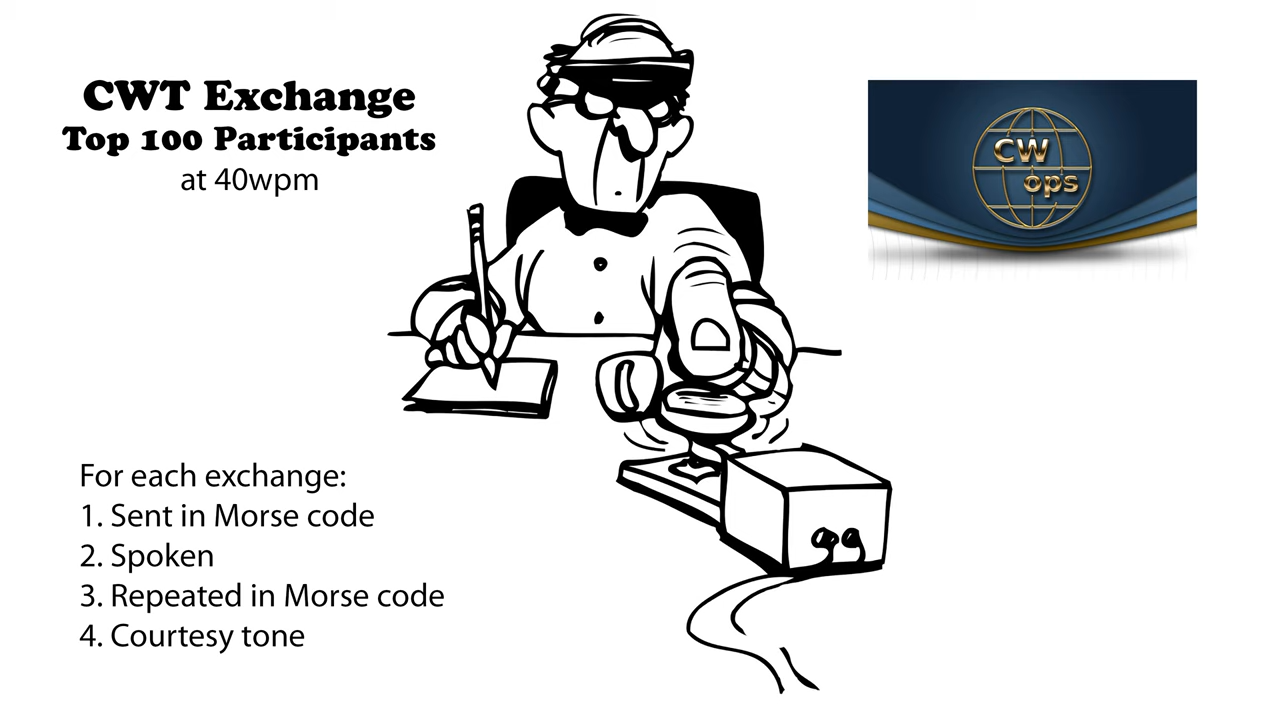 CWT Exchange
Top 100 Participants
at 40wpm
CW
ops
For each exchange:
1. Sent in Morse code
2. Spoken
3. Repeated in Morse code
4. Courtesy tone